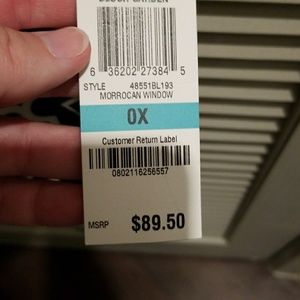 6 36202 27384 5
STYLE 48551BL193
MORROCAN WINDOW
0X
Customer Return Label
0802116256557
MSRP $89.50